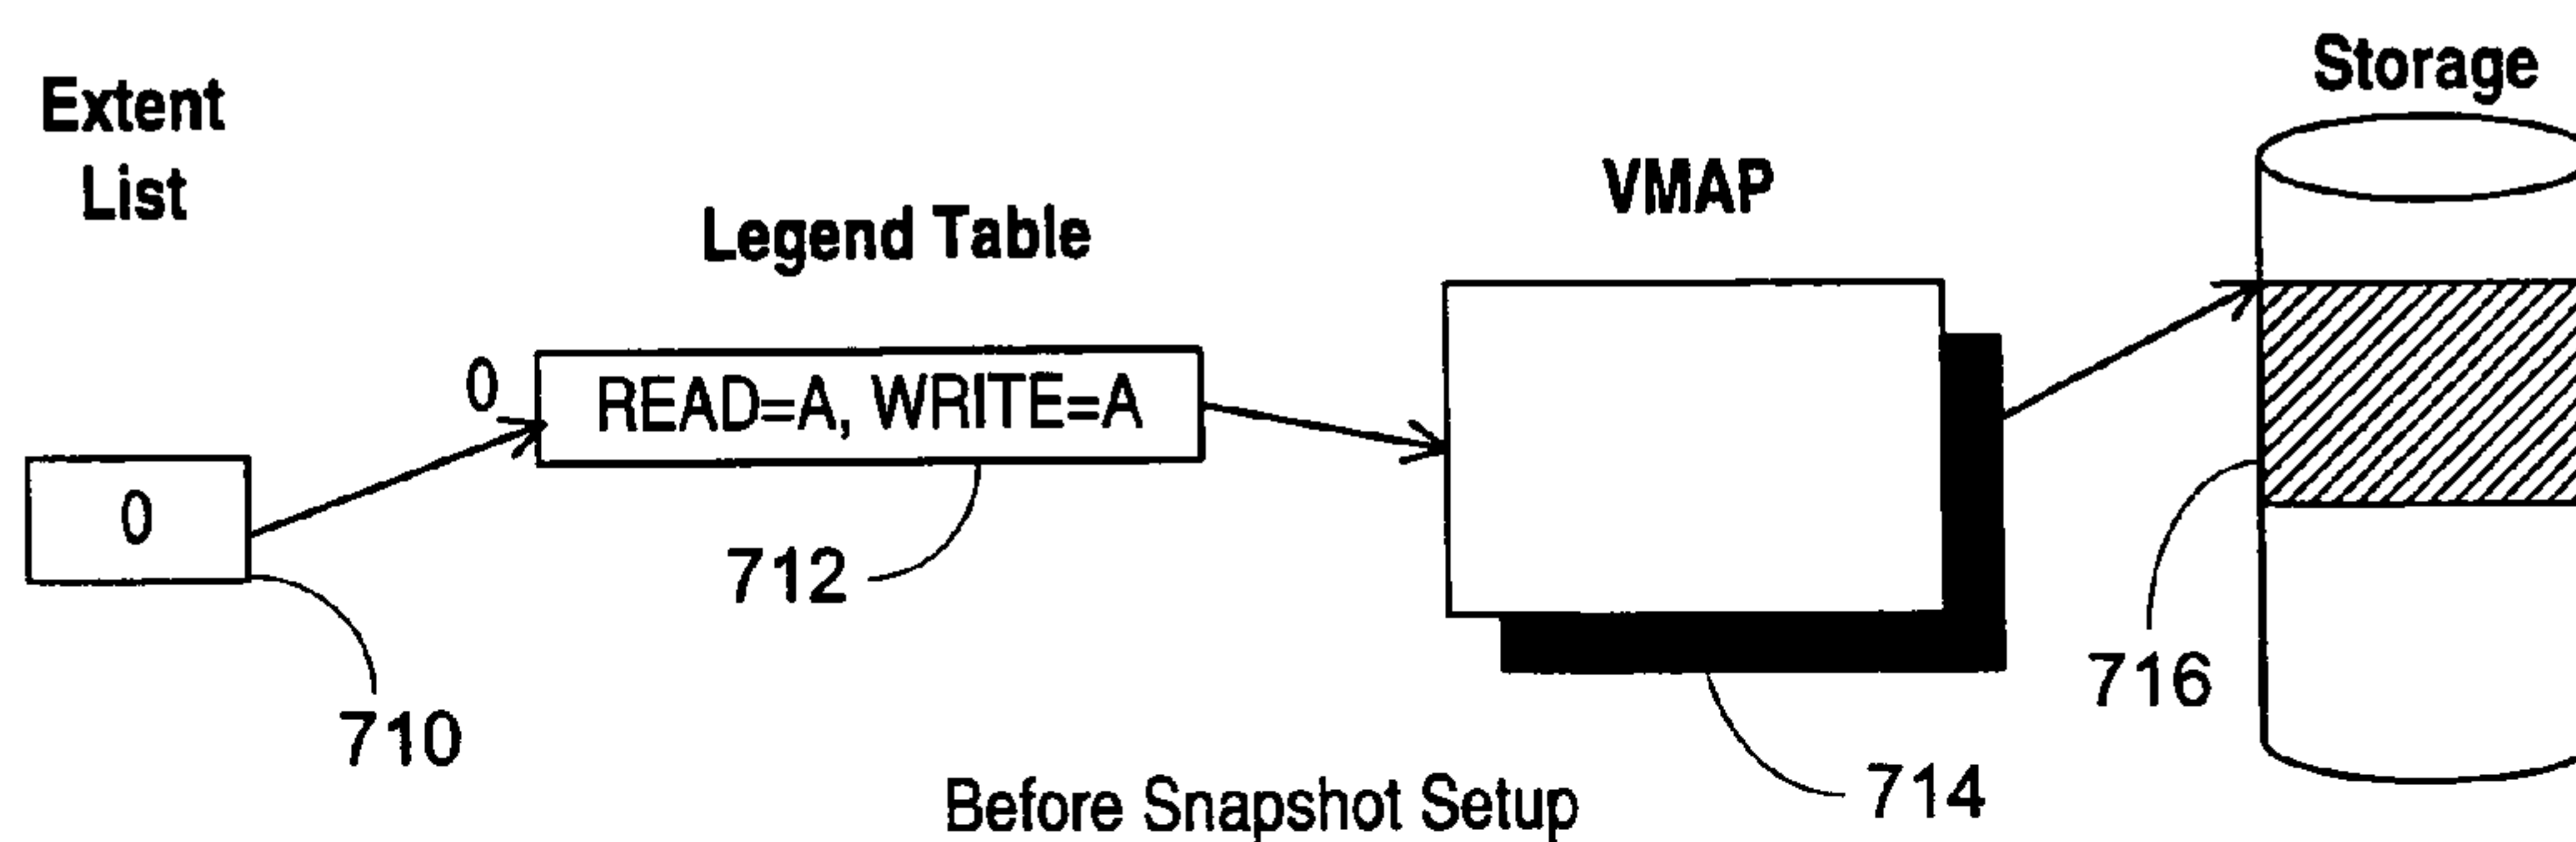 Extent
List
0
710
Legend Table
0
READ=A, WRITE=A
712
VMAP
714
Storage
716
Before Snapshot Setup